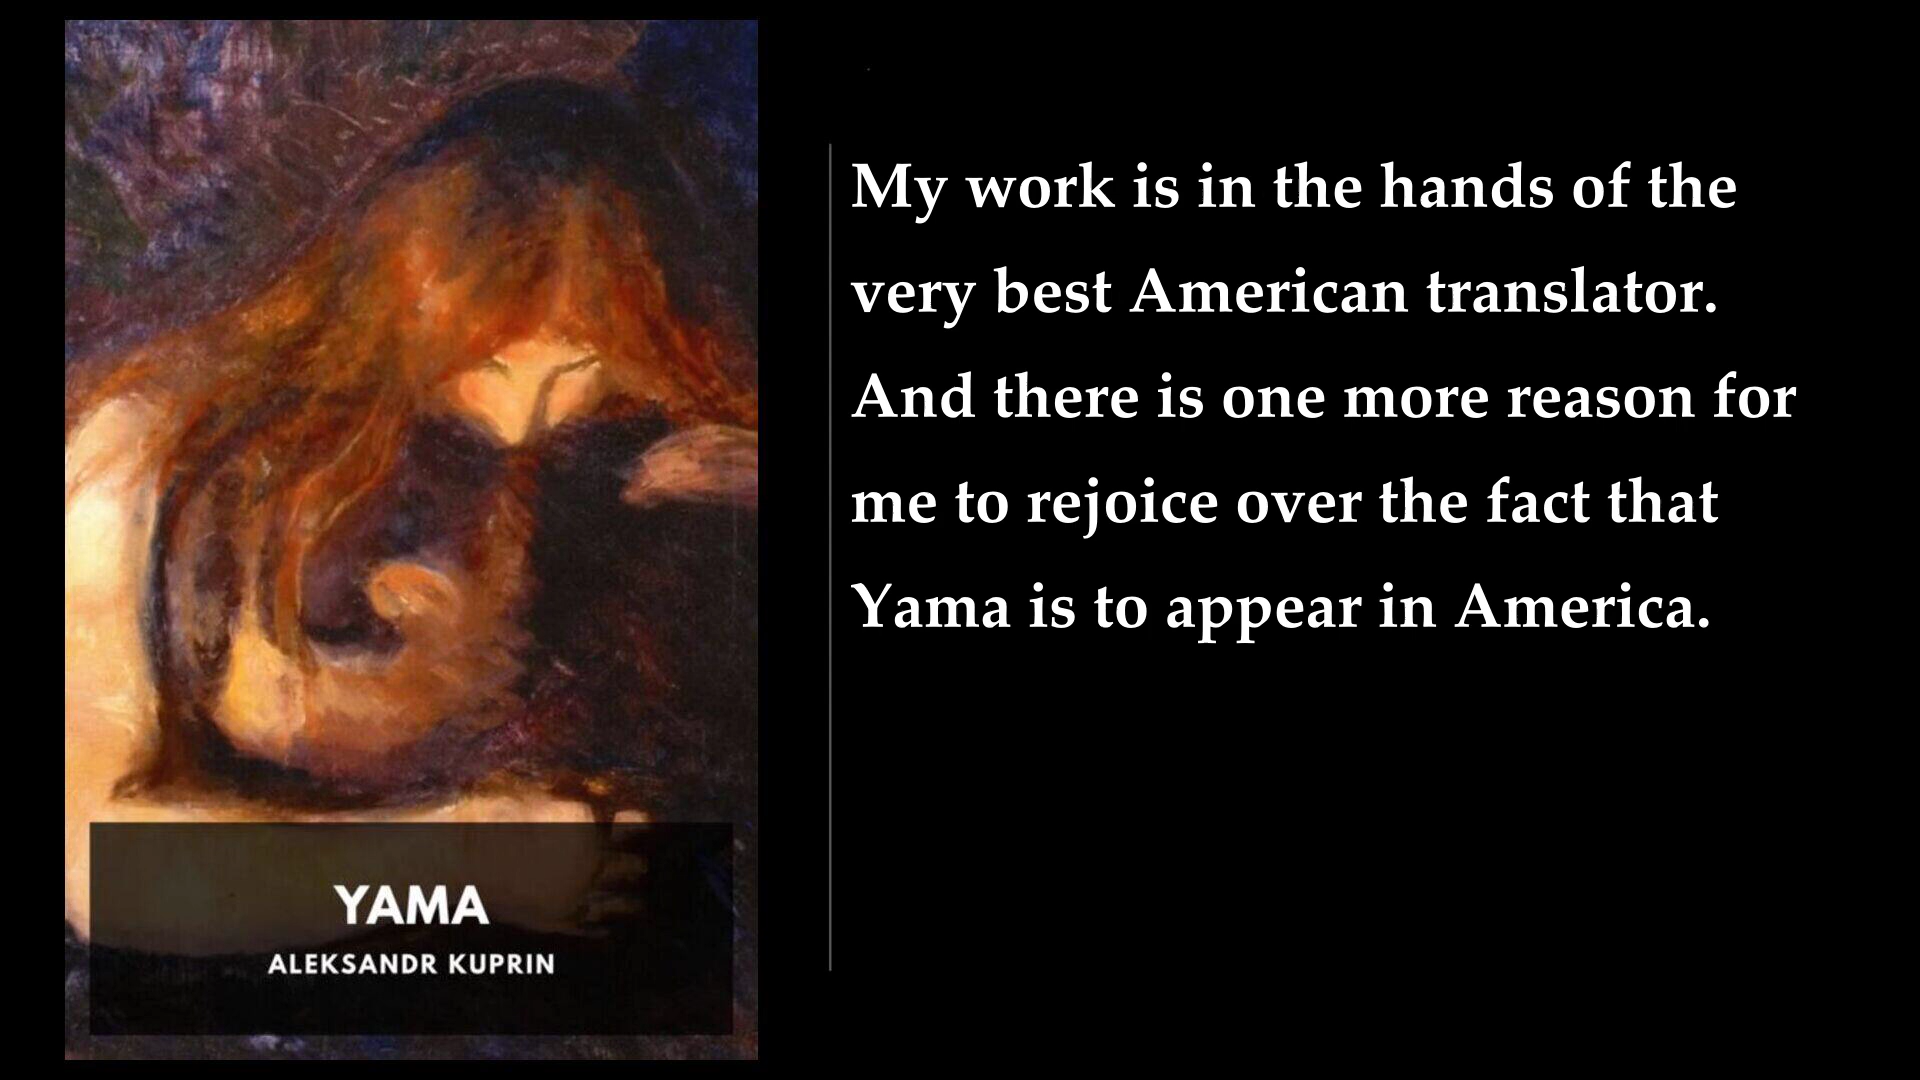 YAMA
ALEKSANDR KUPRIN
My work is in the hands of the
very best American translator.
And there is one more reason for
me to rejoice over the fact that
Yama is to appear in America.